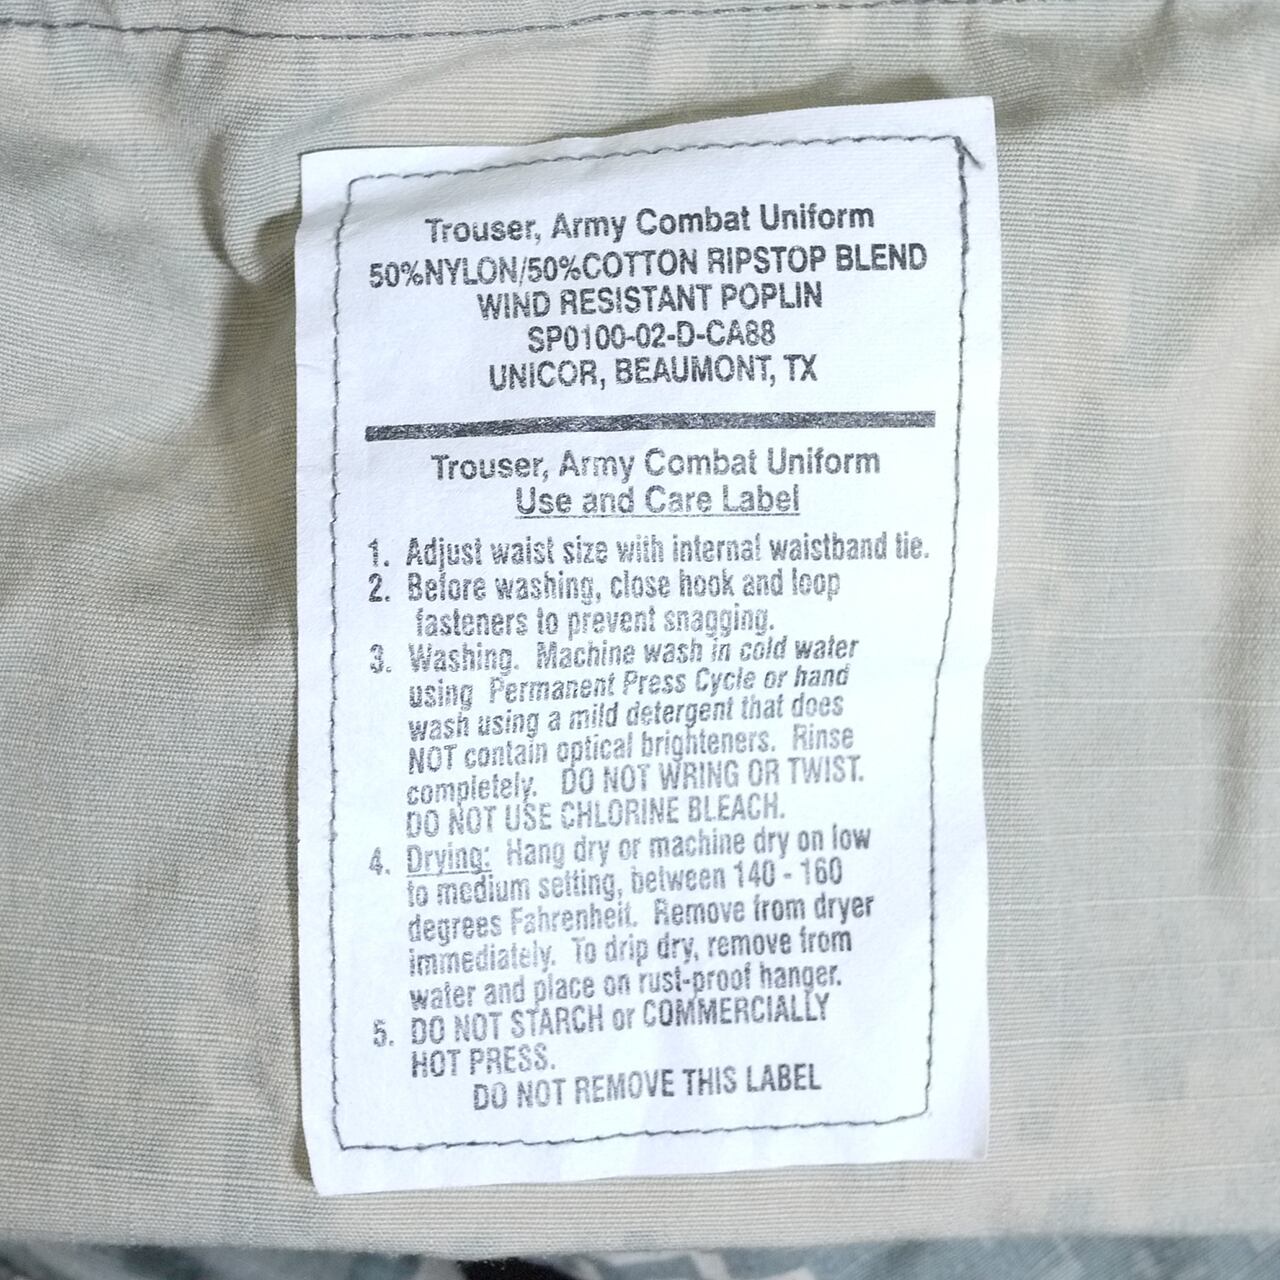 Trouser, Army Combat Uniform
50%NYLON/50%COTTON RIPSTOP BLEND
WIND RESISTANT POPLIN
SP0100-02-D-CA88
UNICOR, BEAUMONT, TX
Trouser, Army Combat Uniform
Use and Care Label
1. Adjust waist size with internal waistband tie.
2. Before washing, close hook and loop
fasteners to prevent snagging.
3. Washing. Machine wash in cold water
using Permanent Press Cycle or hand
wash using a mild detergent that does
NOT contain optical brighteners. Rinse
completely. DO NOT WRING OR TWIST.
DO NOT USE CHLORINE BLEACH.
4. Drying: Hang dry or machine dry on low
to medium setting, between 140 - 160
degrees Fahrenheit. Remove from dryer
immediately. To drip dry, remove from
water and place on rust-proof hanger.
5. DO NOT STARCH or COMMERCIALLY
HOT PRESS.
DO NOT REMOVE THIS LABEL